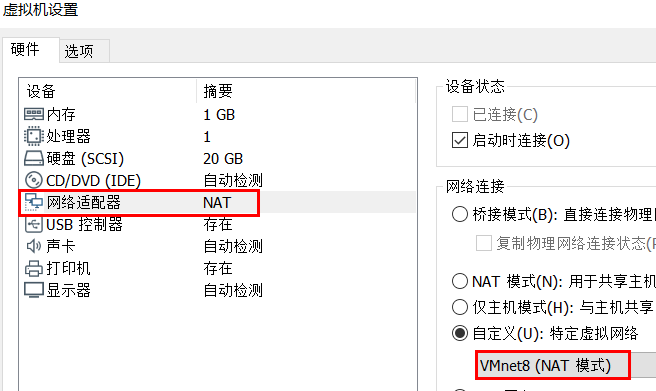 虚拟机设置
硬件 选项
设备 摘要
内存 1 GB
处理器 1
硬盘 (SCSI) 20 GB
CD/DVD (IDE) 自动检测
网络适配器 NAT
USB 控制器 存在
声卡 自动检测
打印机 存在
显示器 自动检测
设备状态
已连接(C)
启动时连接(O)
网络连接
桥接模式(B): 直接连接物理
复制物理网络连接状态(P
NAT 模式(N): 用于共享主机
仅主机模式(H): 与主机共享
自定义(U): 特定虚拟网络
VMnet8 (NAT 模式)